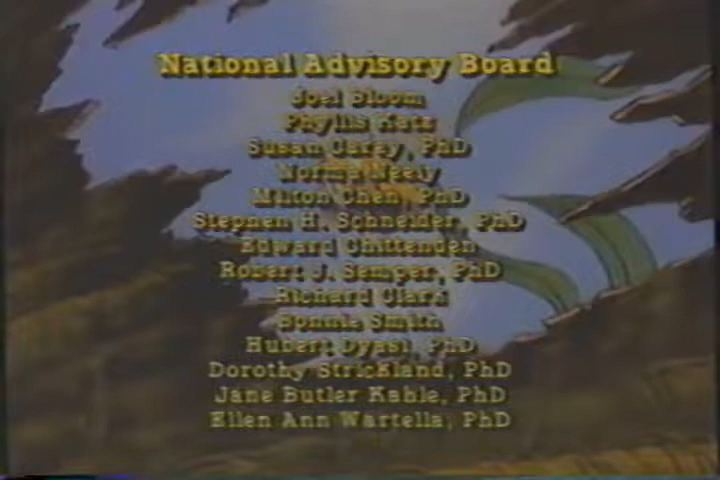 National Advisory Board
Joel Bloom
Phyllis Katz
Susan Carey, PhD
Norma Neely
Milton Chen, PhD
Stephen H. Schneider, PhD
Edward Chittenden
Robert J. Semper, PhD
Richard Clark
Bonnie Smith
Hubert Dyasi, PhD
Dorothy Strickland, PhD
Jane Butler Kahle, PhD
Ellen Ann Wartella, PhD